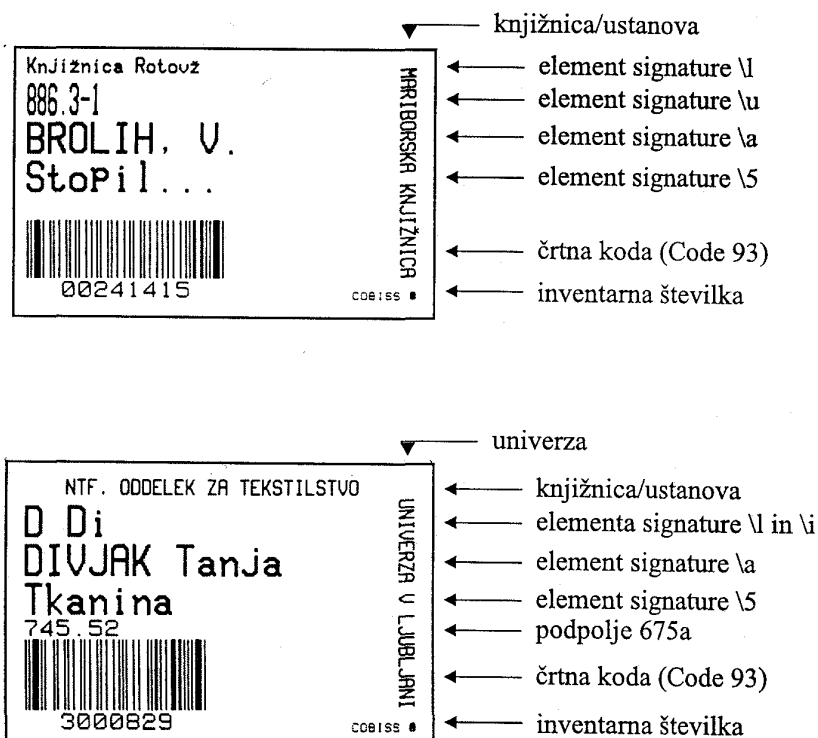 knjižnica/ustanova
Knjižnica Rotovž
element signature \l
886.3-1
element signature \u
BROLIH, V.
element signature \a
Stopil...
element signature \5
MARIBORSKA KNJIŽNICA
črtna koda (Code 93)
00241415
COBISS
inventarna številka
univerza
NTF. ODDELEK ZA TEKSTILSTVO
knjižnica/ustanova
D Di
elementa signature \l in \i
DIVJAK Tanja
element signature \a
Tkanina
element signature \5
745.52
podpolje 675a
UNIVERZA V LJUBLJANI
črtna koda (Code 93)
3000829
COBISS
inventarna številka